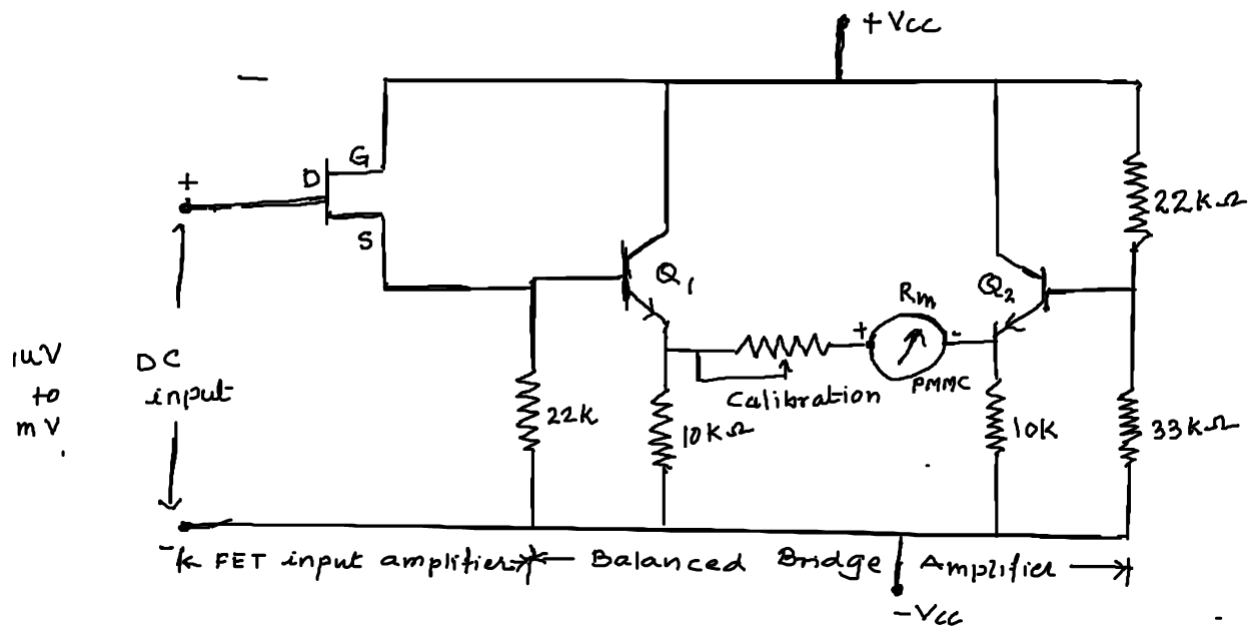 +Vcc
G
D
+
S
22kΩ
Q1
Q2
Rm
+
-
1uV
to
mV
DC
input
Calibration
PMMC
22k
10kΩ
10k
33kΩ
-
FET input amplifier
Balanced Bridge Amplifier
-Vcc